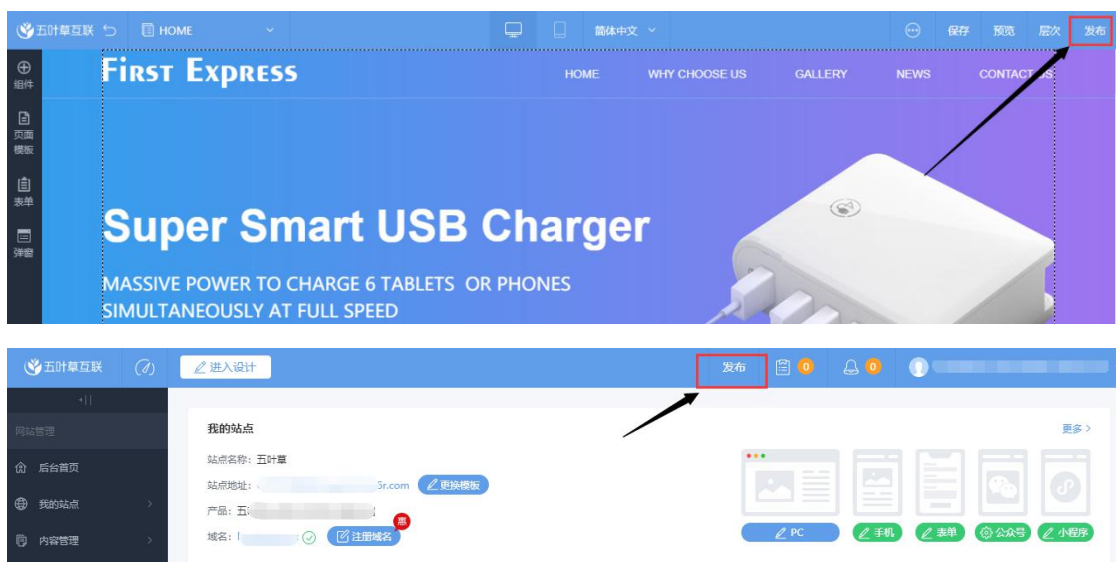 五叶草互联 HOME 简体中文 保存 预览 层次 发布
组件
页面
模板
表单
弹窗
FIRST EXPRESS HOME WHY CHOOSE US GALLERY NEWS CONTACT US
Super Smart USB Charger
MASSIVE POWER TO CHARGE 6 TABLETS OR PHONES
SIMULTANEOUSLY AT FULL SPEED
五叶草互联 进入设计 发布 0 0
网站管理
后台首页
我的站点
内容管理
我的站点 更多 >
站点名称：五叶草
站点地址： 5r.com 更换模板
产品：五
域名： 注册域名 惠
PC 手机 表单 公众号 小程序